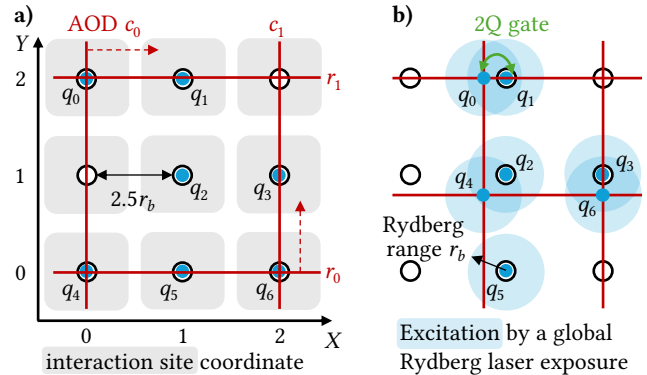 a)
AOD c₀
c₁
Y
2
q₀
q₁
r₁
1
2.5r_b
q₂
q₃
0
q₄
q₅
q₆
r₀
0
1
2
X
interaction site coordinate
b)
2Q gate
q₀
q₁
q₄
q₂
q₃
q₆
Rydberg
range r_b
q₅
Excitation by a global
Rydberg laser exposure